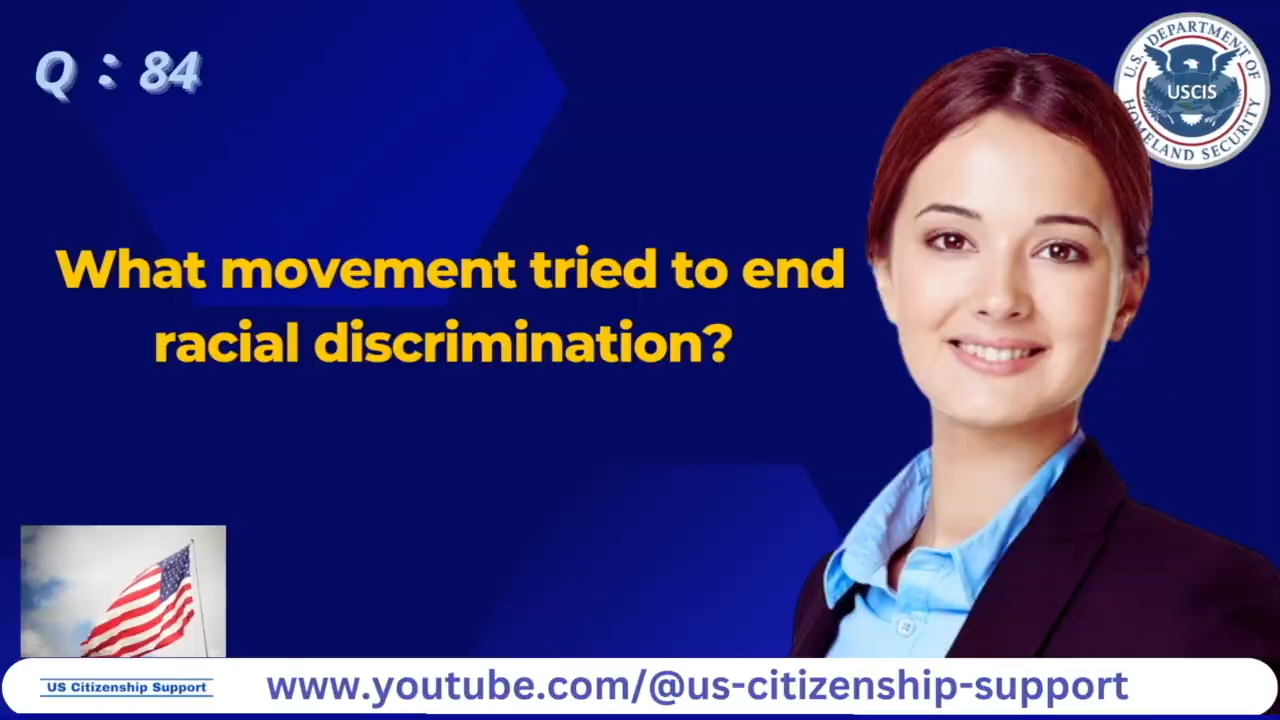 Q : 84
U.S. DEPARTMENT OF
USCIS
HOMELAND SECURITY
What movement tried to end
racial discrimination?
US Citizenship Support
www.youtube.com/@us-citizenship-support